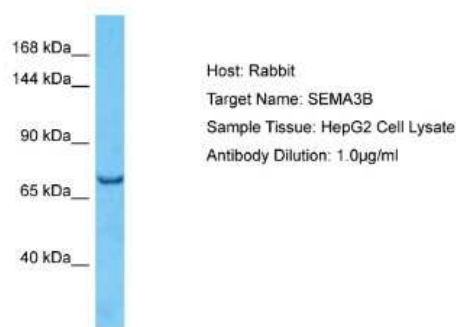 168 kDa
144 kDa
90 kDa
65 kDa
40 kDa
Host: Rabbit
Target Name: SEMA3B
Sample Tissue: HepG2 Cell Lysate
Antibody Dilution: 1.0µg/ml